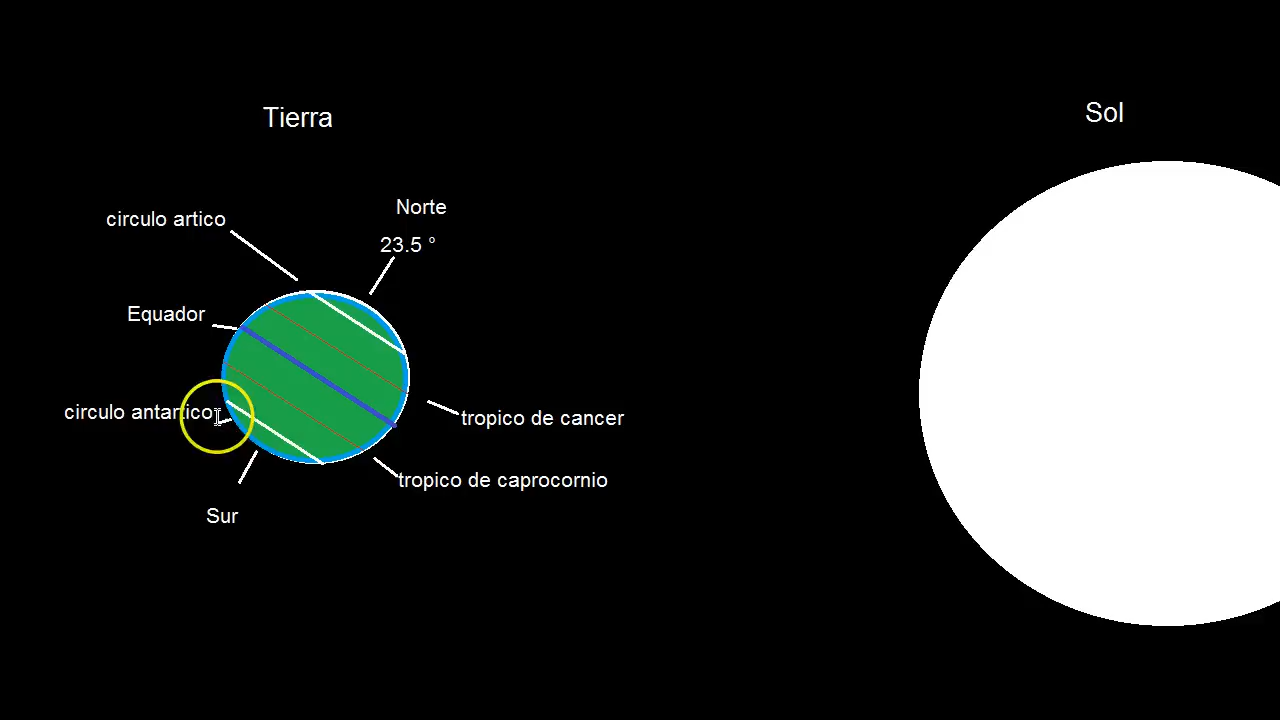 Tierra
Sol
Norte
circulo artico
23.5 °
Equador
circulo antartico
tropico de cancer
tropico de caprocornio
Sur